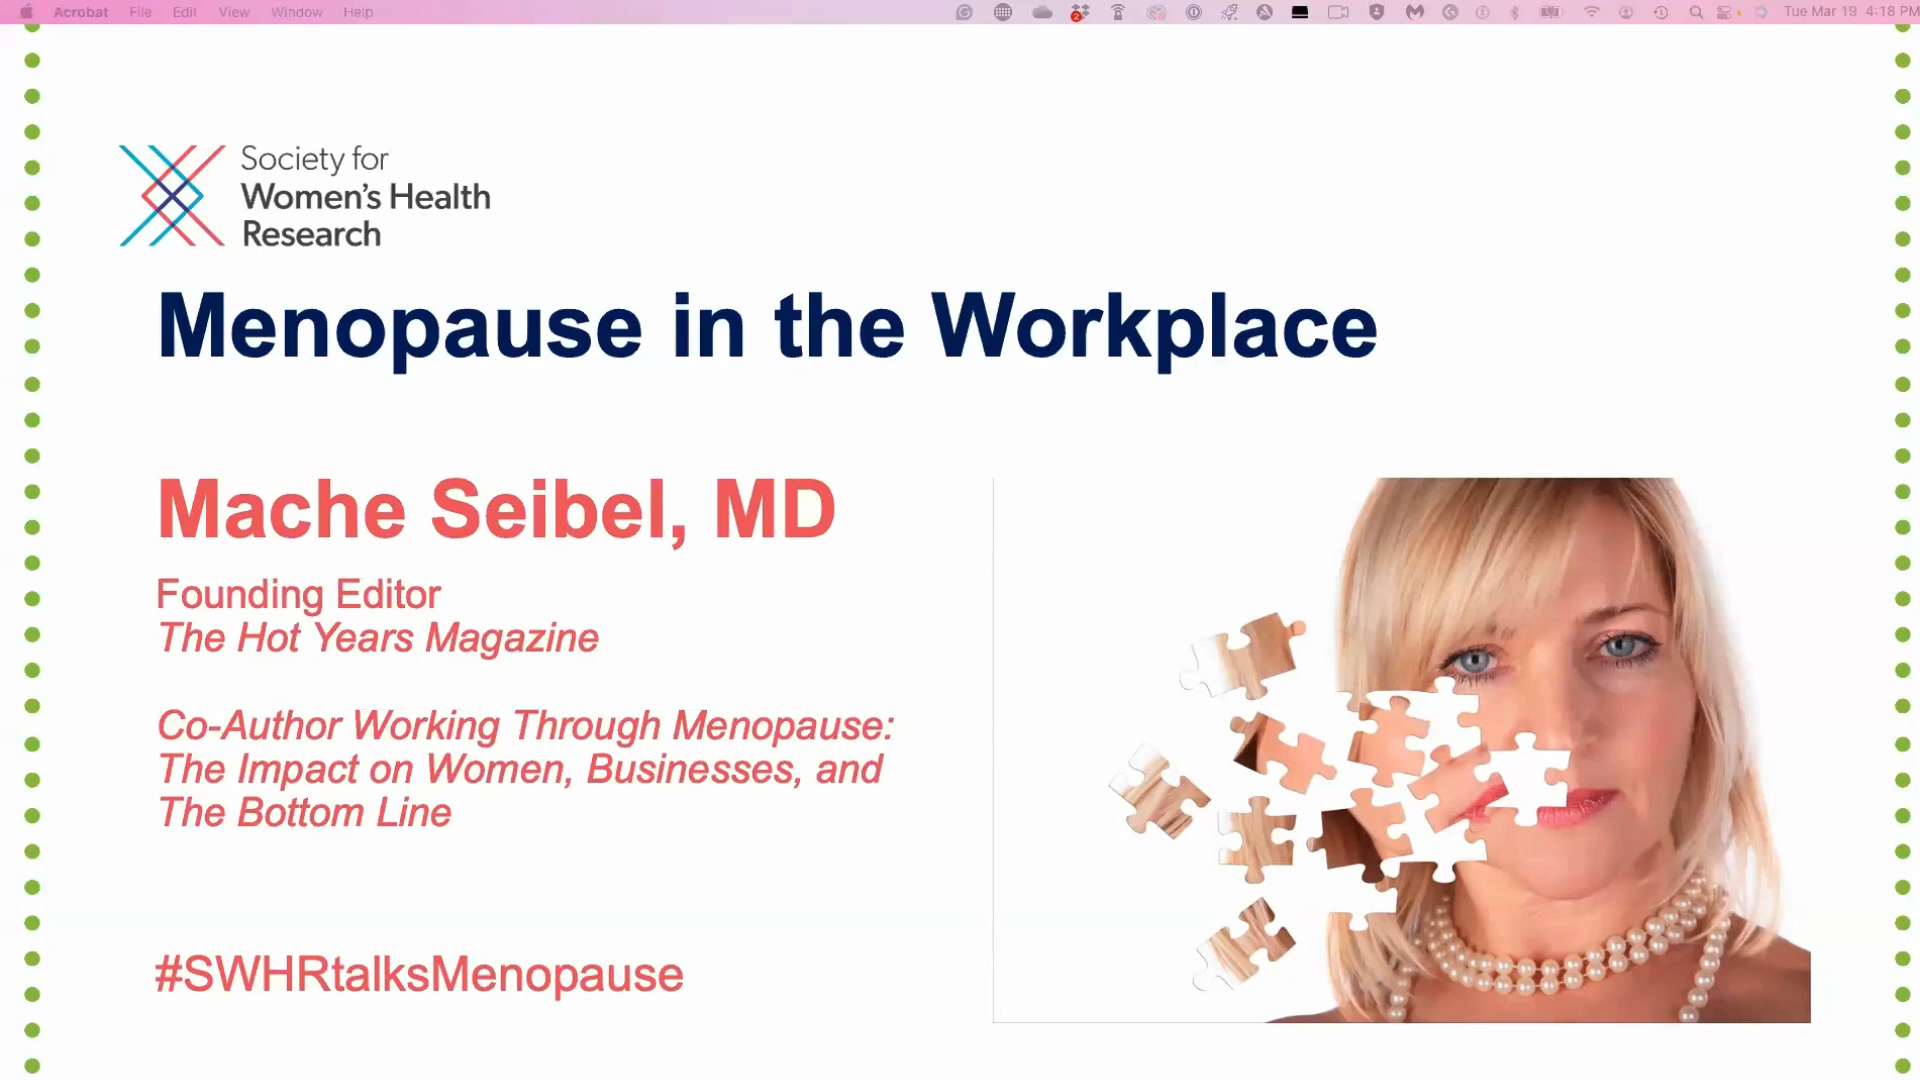 Acrobat File Edit View Window Help
2
Tue Mar 19 4:18 PM
Society for
Women's Health
Research
Menopause in the Workplace
Mache Seibel, MD
Founding Editor
The Hot Years Magazine
Co-Author Working Through Menopause:
The Impact on Women, Businesses, and
The Bottom Line
#SWHRtalksMenopause